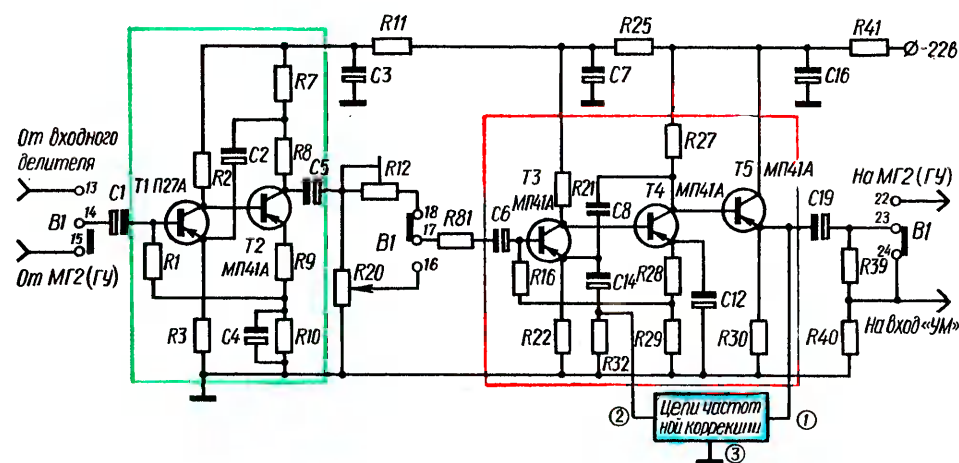 R11
R25
R41
-22в
C3
C7
C16
R7
От входного
делителя
C2
R8
R27
C5
R12
T5
13
C1
T1 П27А
R2
T3
R21
T4
МП41А
МП41А
C19
На МГ2(ГУ)
22
14
18
МП41А
C8
23
B1
T2
B1
17
R81
C6
B1
15
МП41А
24
От МГ2(ГУ)
R1
R9
16
R16
C14
R28
R39
R20
C12
R3
C4
R10
R22
R32
R29
R30
R40
На вход «УМ»
②
Цепи частот
ной коррекции
①
③